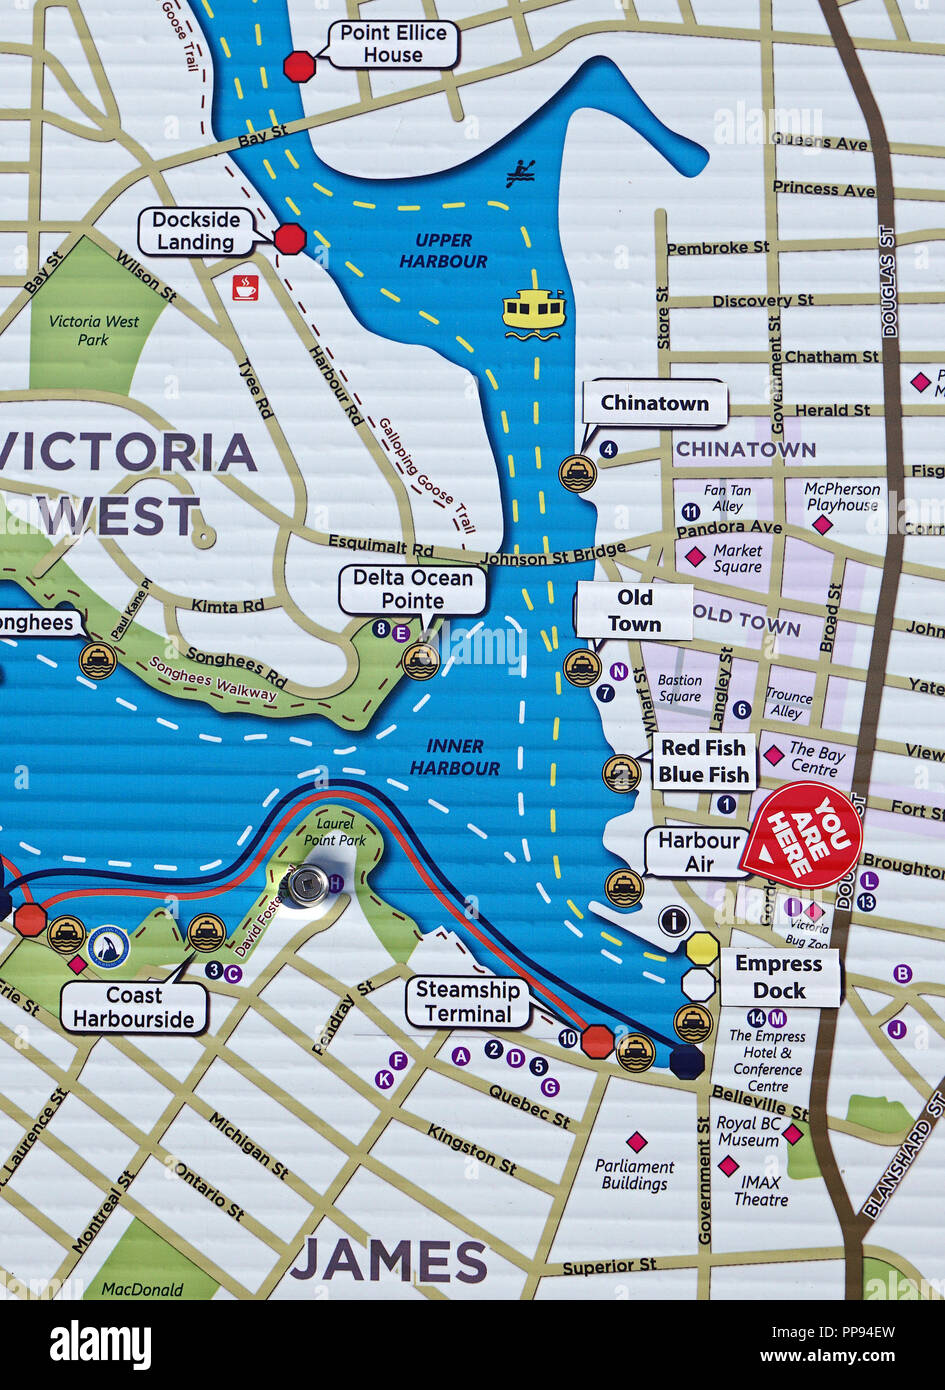 Goose Trail
Goose Trail
Point Ellice
House
Bay St
Queens Ave
Princess Ave
Dockside
Landing
UPPER
HARBOUR
Pembroke St
DOUGLAS ST
Bay St
Wilson St
Discovery St
Store St
Government St
Victoria West
Park
Tyee Rd
Harbour Rd
Chatham St
P
M
Chinatown
Herald St
VICTORIA
WEST
Galloping Goose Trail
4
CHINATOWN
Fisg
Fan Tan
Alley
McPherson
Playhouse
11
Pandora Ave
Corm
Esquimalt Rd
Johnson St Bridge
Market
Square
Delta Ocean
Pointe
Paul Kane Pl
Kimta Rd
Old
Town
OLD TOWN
Broad St
onghees
8
E
John
Songhees Rd
Songhees Walkway
N
7
Bastion
Square
Wharf St
Langley St
Trounce
Alley
6
Yate
INNER
HARBOUR
Red Fish
Blue Fish
The Bay
Centre
View
1
YOU
ARE
HERE
Fort St
ST
Laurel
Point Park
Harbour
Air
Broughton
DOU
L
13
H
David Foster
Gord
i
I
Victoria
Bug Zoo
3
C
Empress
Dock
B
Erie St
Coast
Harbourside
Pendray St
Steamship
Terminal
10
14
M
J
The Empress
Hotel &
Conference
Centre
F
K
A
2
D
5
G
Quebec St
Belleville St
L. Laurence St
Michigan St
Kingston St
Royal BC
Museum
BLANSHARD ST
Parliament
Buildings
IMAX
Theatre
Government St
Montreal St
Ontario St
JAMES
Superior St
MacDonald
alamy
Image ID: PP94EW
www.alamy.com